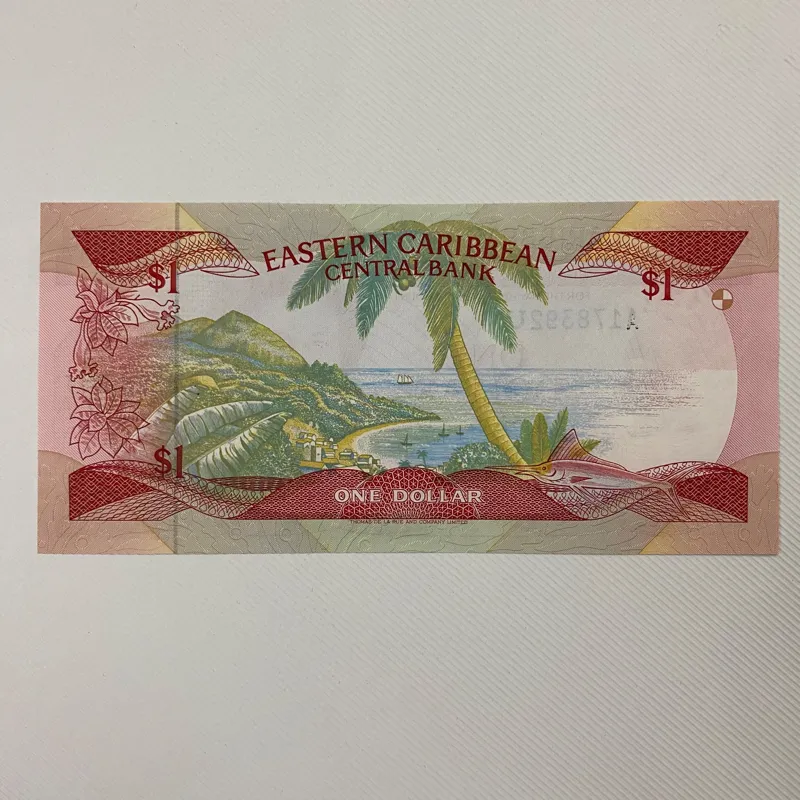 EASTERN CARIBBEAN
CENTRAL BANK
$1
$1
$1
ONE DOLLAR
THOMAS DE LA RUE AND COMPANY LIMITED